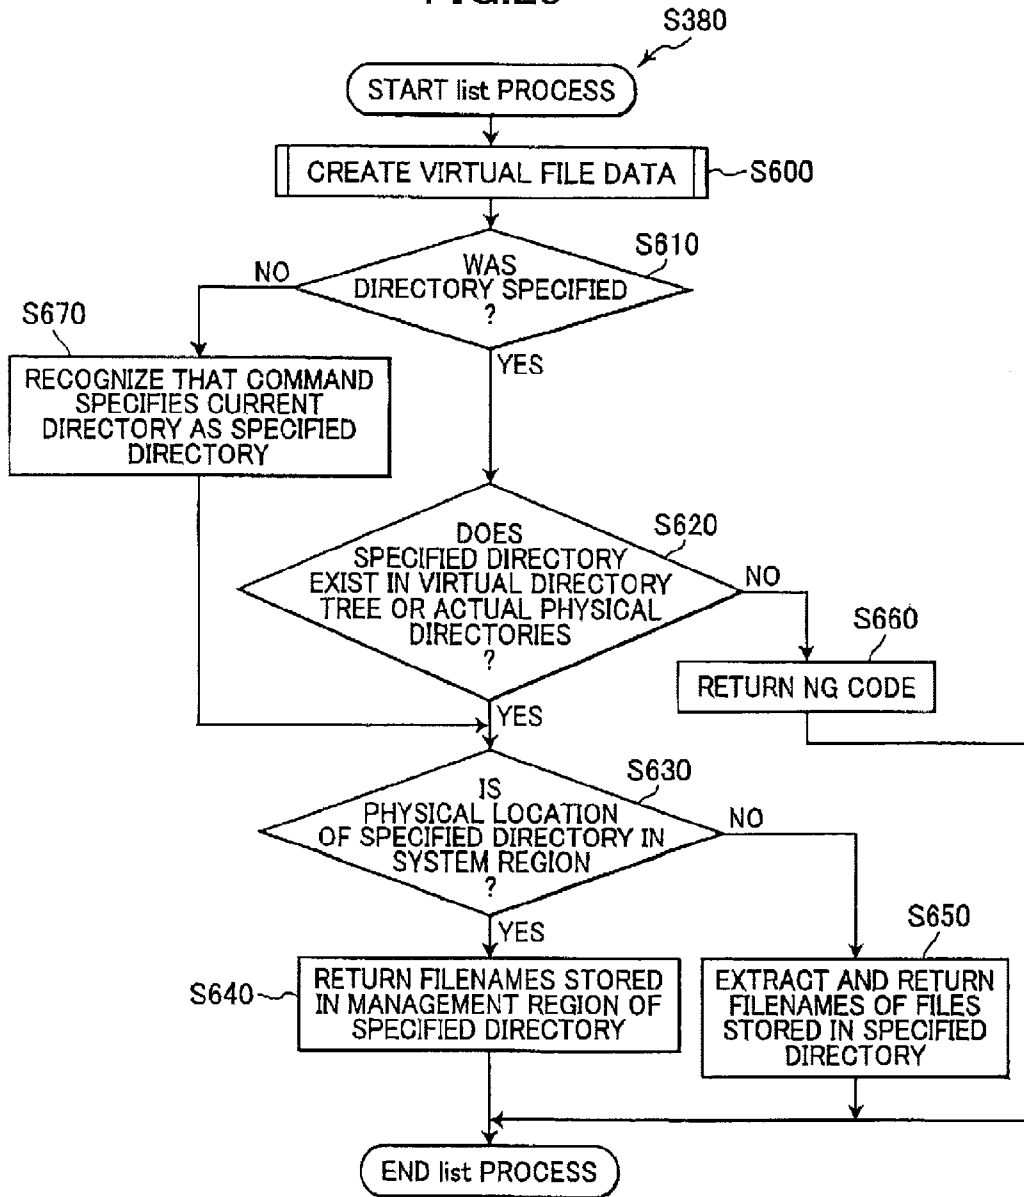 S380
START list PROCESS
CREATE VIRTUAL FILE DATA
S600
S610
WAS
DIRECTORY SPECIFIED
?
NO
YES
S670
RECOGNIZE THAT COMMAND
SPECIFIES CURRENT
DIRECTORY AS SPECIFIED
DIRECTORY
S620
DOES
SPECIFIED DIRECTORY
EXIST IN VIRTUAL DIRECTORY
TREE OR ACTUAL PHYSICAL
DIRECTORIES
?
NO
YES
S660
RETURN NG CODE
S630
IS
PHYSICAL LOCATION
OF SPECIFIED DIRECTORY IN
SYSTEM REGION
?
NO
YES
S640
RETURN FILENAMES STORED
IN MANAGEMENT REGION OF
SPECIFIED DIRECTORY
S650
EXTRACT AND RETURN
FILENAMES OF FILES
STORED IN SPECIFIED
DIRECTORY
END list PROCESS